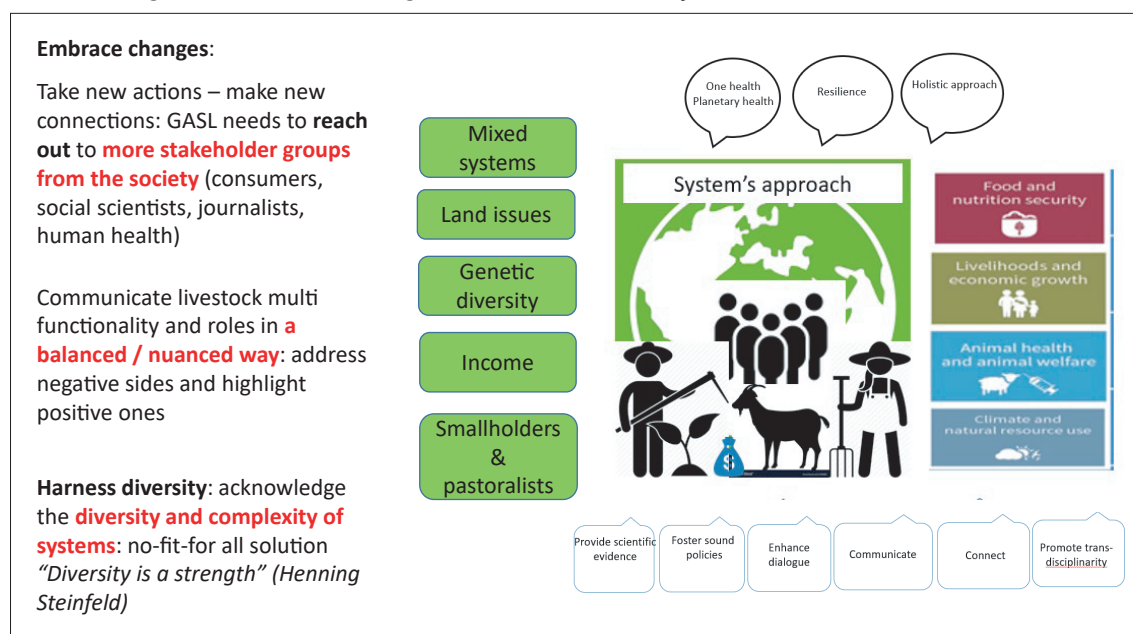 Embrace changes:
Take new actions – make new
connections: GASL needs to reach
out to more stakeholder groups
from the society (consumers,
social scientists, journalists,
human health)
Communicate livestock multi
functionality and roles in a
balanced / nuanced way: address
negative sides and highlight
positive ones
Harness diversity: acknowledge
the diversity and complexity of
systems: no-fit-for all solution
“Diversity is a strength” (Henning
Steinfeld)
Mixed
systems
Land issues
Genetic
diversity
Income
Smallholders
&
pastoralists
One health
Planetary health
Resilience
Holistic approach
System’s approach
$
Food and
nutrition security
Livelihoods and
economic growth
Animal health
and animal welfare
Climate and
natural resource use
Provide scientific
evidence
Foster sound
policies
Enhance
dialogue
Communicate
Connect
Promote trans-
disciplinarity